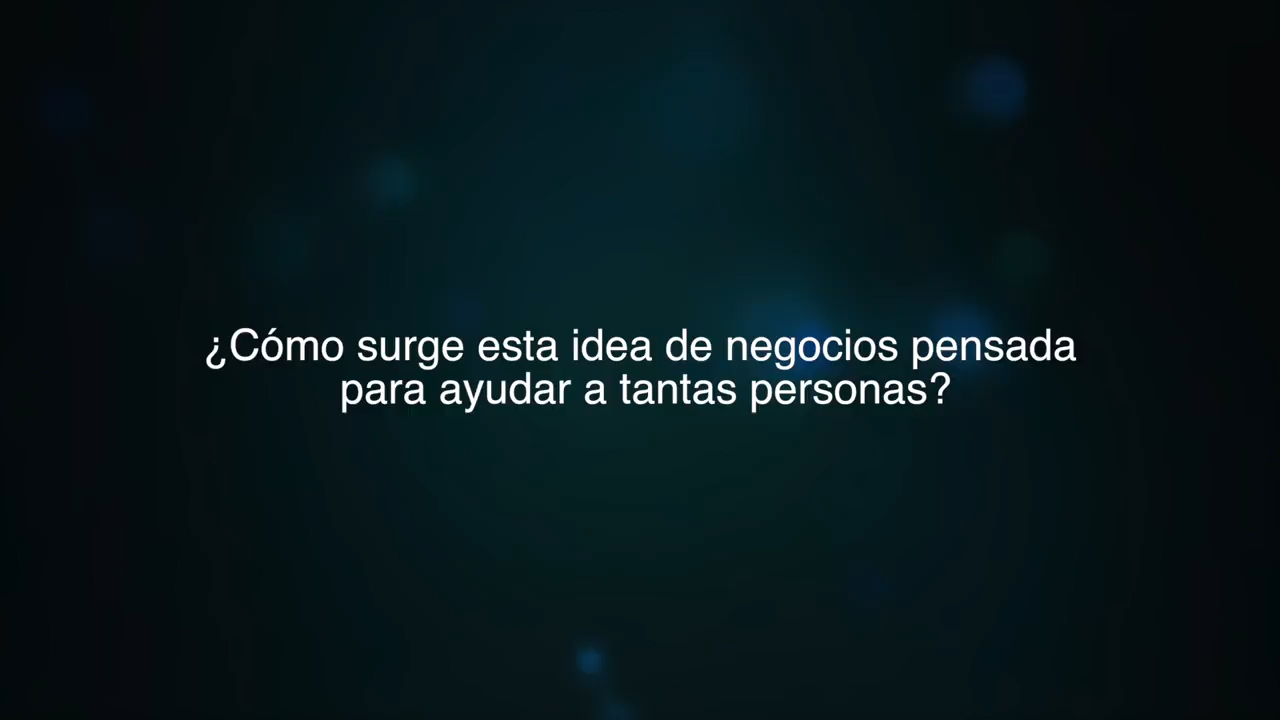 ¿Cómo surge esta idea de negocios pensada
para ayudar a tantas personas?